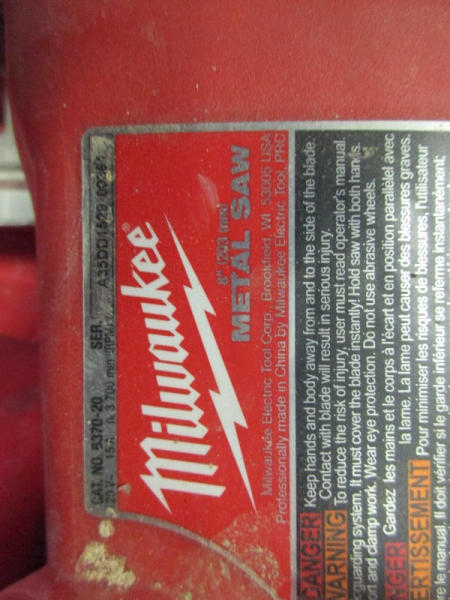 CAT. NO. 6370-20 SER. A35DD1529
15 A n 3 700 min
Milwaukee
8" (203 mm)
METAL SAW
Milwaukee Electric Tool Corp., Brookfield, WI 53005 USA
Professionally made in China by Milwaukee Electric Tool, PRC
DANGER Keep hands and body away from and to the side of the blade.
Contact with blade will result in serious injury.
WARNING To reduce the risk of injury, user must read operator's manual
guarding system. It must cover the blade instantly! Hold saw with both hands.
and clamp work. Wear eye protection. Do not use abrasive wheels.
NGER Gardez les mains et le corps à l'écart et en position parallèle avec
la lame. La lame peut causer des blessures graves.
ERTISSEMENT Pour minimiser les risques de blessures, l'utilisateur
re le manuel. Il doit vérifier si le garde inférieur se referme instantanément;